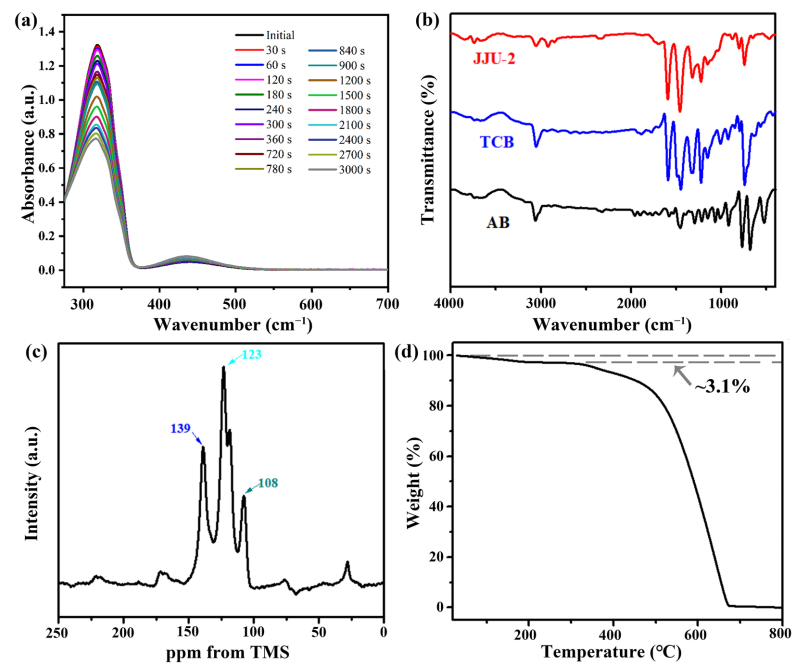 (a)
Absorbance (a.u.)
1.4
1.2
1.0
0.8
0.6
0.4
0.2
0.0
Initial
30 s
60 s
120 s
180 s
240 s
300 s
360 s
720 s
780 s
840 s
900 s
1200 s
1500 s
1800 s
2100 s
2400 s
2700 s
3000 s
300 400 500 600 700
Wavenumber (cm⁻¹)
(b)
Transmittance (%)
JJU-2
TCB
AB
4000 3000 2000 1000
Wavenumber (cm⁻¹)
(c)
Intensity (a.u.)
139
123
108
250 200 150 100 50 0
ppm from TMS
(d)
Weight (%)
100
80
60
40
20
0
~3.1%
200 400 600 800
Temperature (℃)